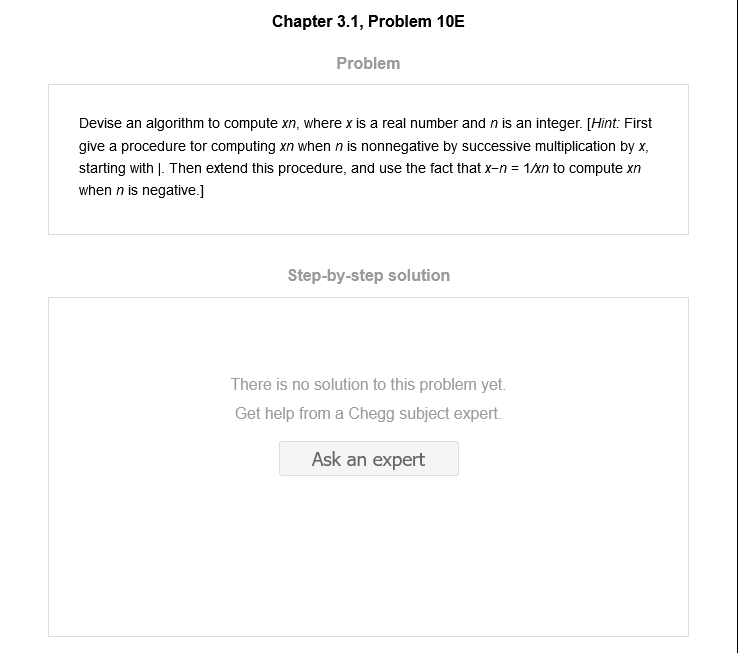 Chapter 3.1, Problem 10E
Problem
Devise an algorithm to compute xn, where x is a real number and n is an integer. [Hint: First
give a procedure tor computing xn when n is nonnegative by successive multiplication by x,
starting with |. Then extend this procedure, and use the fact that x−n = 1/xn to compute xn
when n is negative.]
Step-by-step solution
There is no solution to this problem yet.
Get help from a Chegg subject expert.
Ask an expert